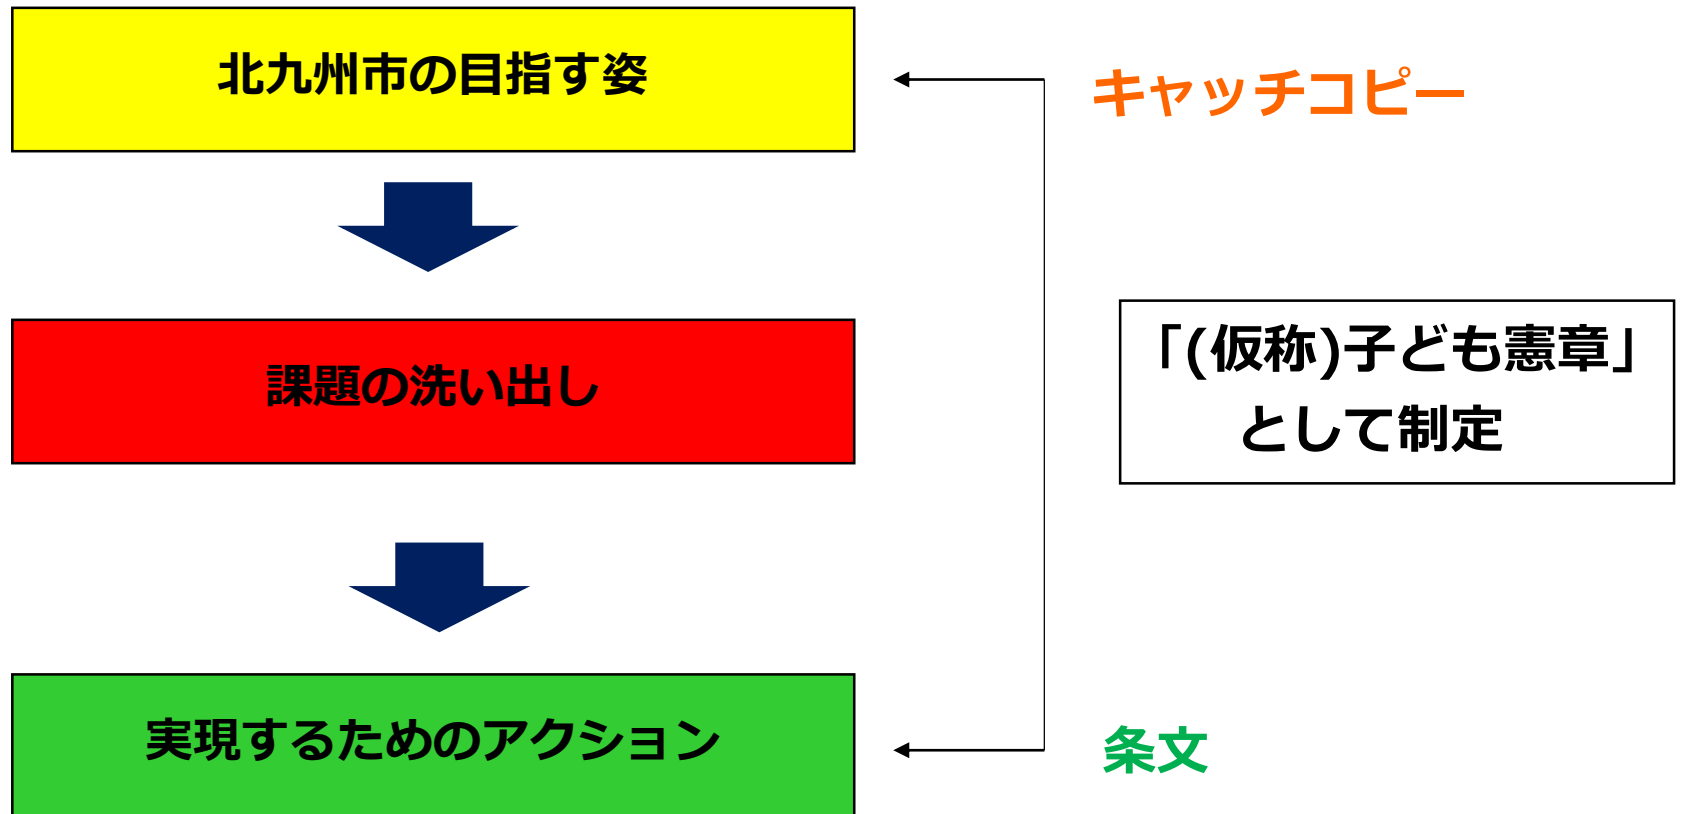 北九州市の目指す姿
キャッチコピー
課題の洗い出し
「(仮称)子ども憲章」
として制定
実現するためのアクション
条文